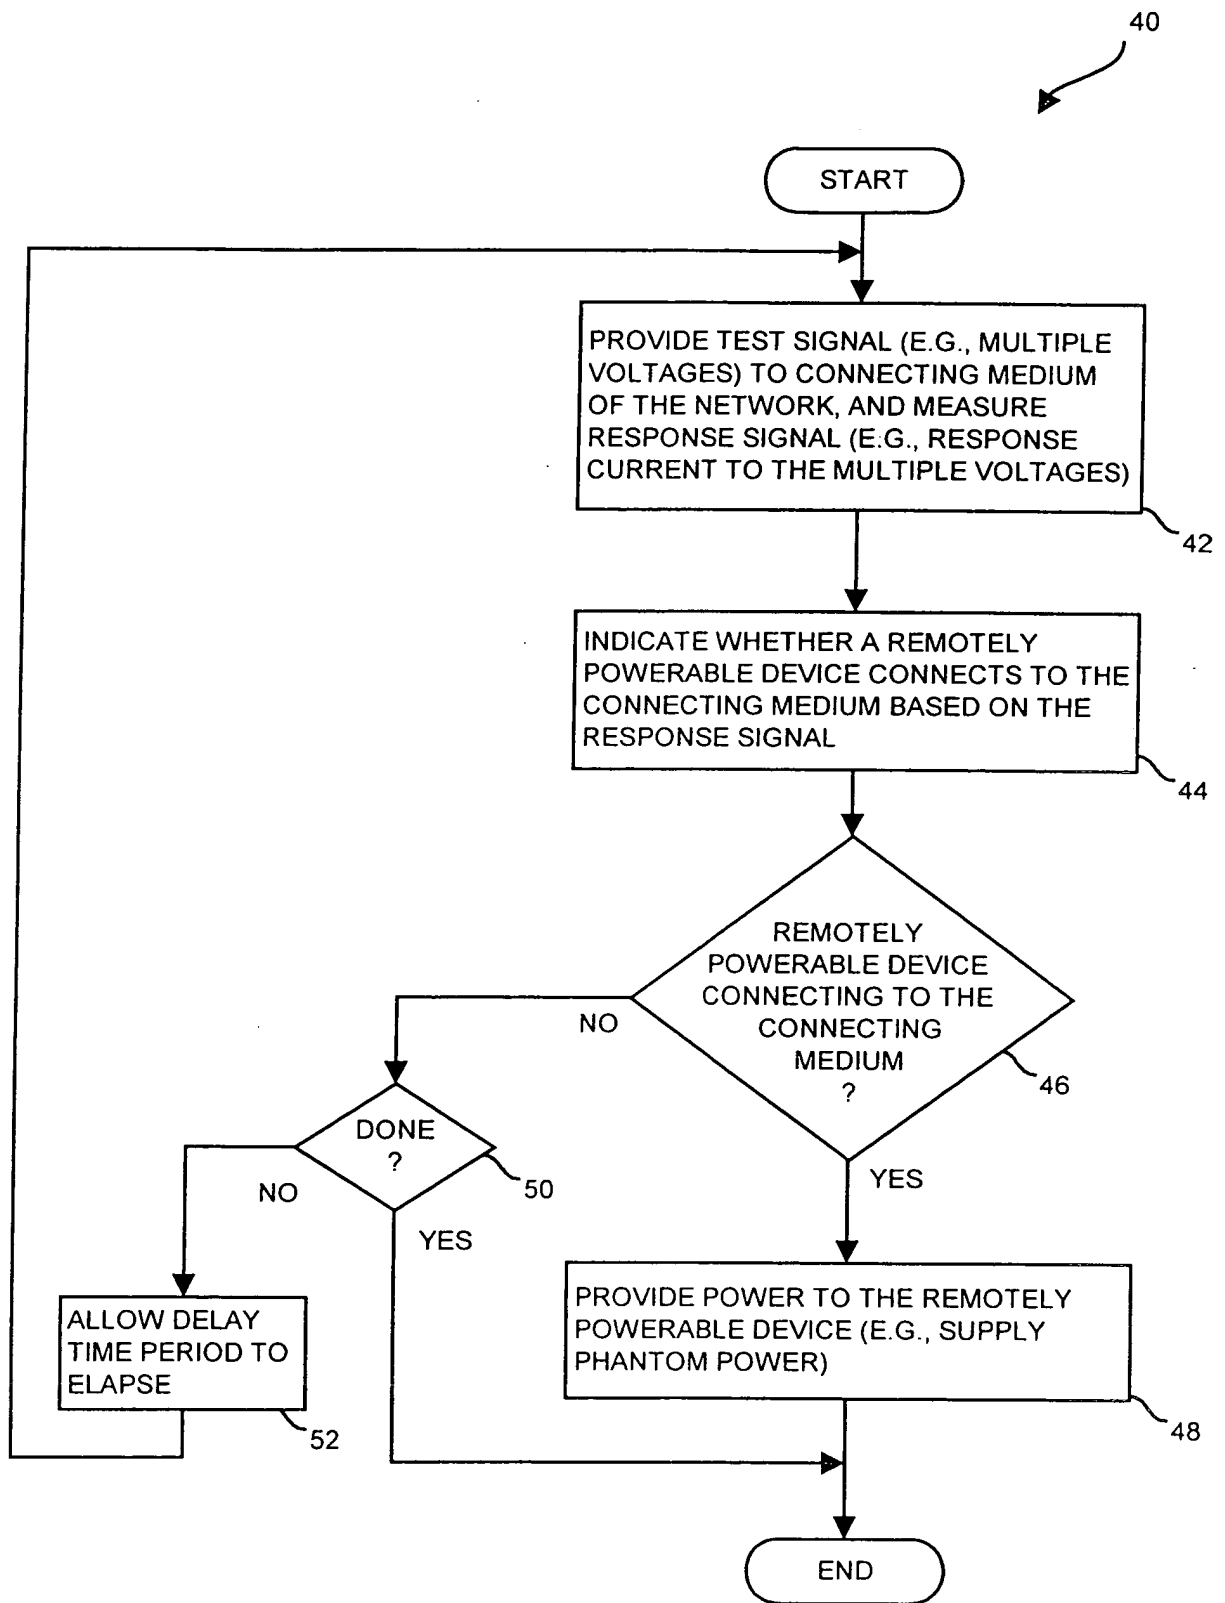 40
START
PROVIDE TEST SIGNAL (E.G., MULTIPLE
VOLTAGES) TO CONNECTING MEDIUM
OF THE NETWORK, AND MEASURE
RESPONSE SIGNAL (E.G., RESPONSE
CURRENT TO THE MULTIPLE VOLTAGES)
42
INDICATE WHETHER A REMOTELY
POWERABLE DEVICE CONNECTS TO THE
CONNECTING MEDIUM BASED ON THE
RESPONSE SIGNAL
44
REMOTELY
POWERABLE DEVICE
CONNECTING TO THE
CONNECTING
MEDIUM
?
46
NO
DONE
?
50
NO
YES
YES
ALLOW DELAY
TIME PERIOD TO
ELAPSE
52
PROVIDE POWER TO THE REMOTELY
POWERABLE DEVICE (E.G., SUPPLY
PHANTOM POWER)
48
END